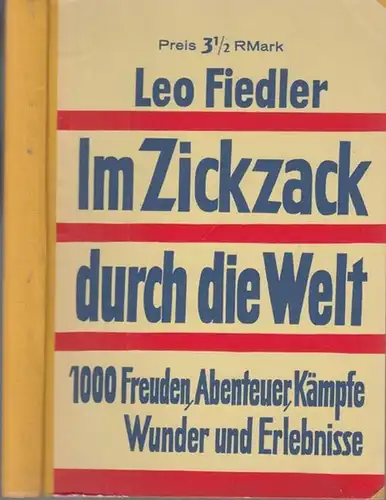 Preis 3½ RMark
Leo Fiedler
Im Zickzack
durch die Welt
1000 Freuden, Abenteuer, Kämpfe
Wunder und Erlebnisse